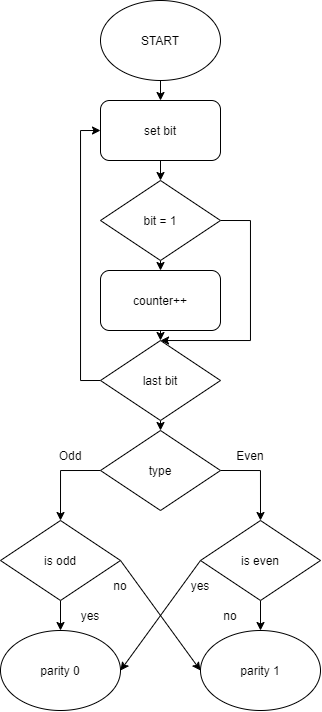 START
set bit
bit = 1
counter++
last bit
type
Odd
Even
is odd
is even
no
yes
yes
no
parity 0
parity 1